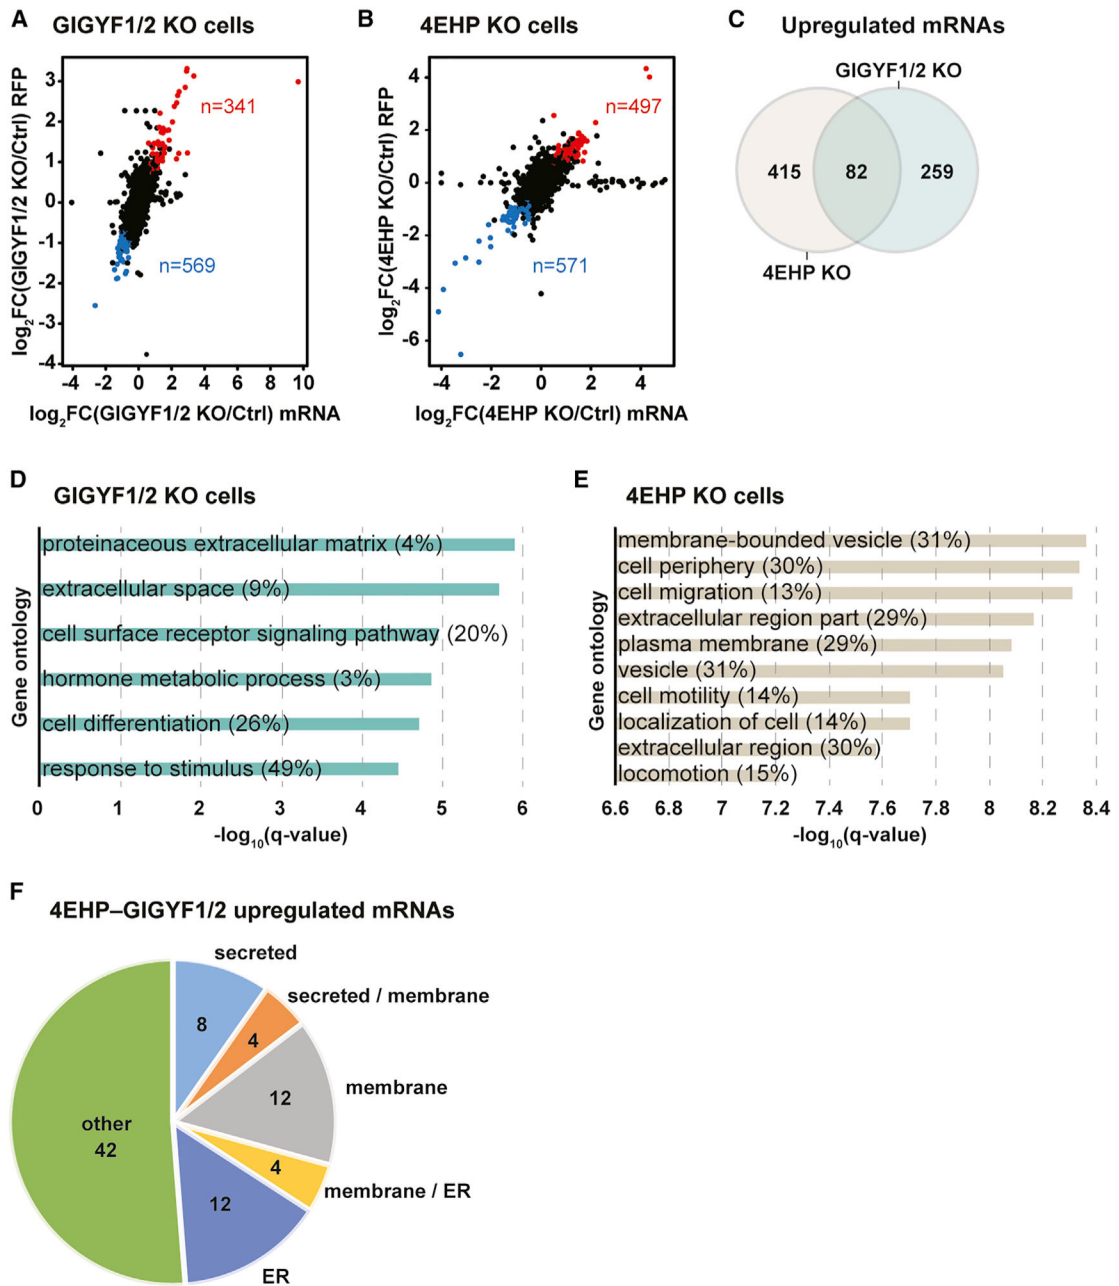 A GIGYF1/2 KO cells
log2FC(GIGYF1/2 KO/Ctrl) RFP
3
2
1
0
-1
-2
-3
-4
n=341
n=569
-4 -2 0 2 4 6 8 10
log2FC(GIGYF1/2 KO/Ctrl) mRNA
B 4EHP KO cells
log2FC(4EHP KO/Ctrl) RFP
4
2
0
-2
-4
-6
n=497
n=571
-4 -2 0 2 4
log2FC(4EHP KO/Ctrl) mRNA
C Upregulated mRNAs
GIGYF1/2 KO
415 82 259
4EHP KO
D GIGYF1/2 KO cells
Gene ontology
proteinaceous extracellular matrix (4%)
extracellular space (9%)
cell surface receptor signaling pathway (20%)
hormone metabolic process (3%)
cell differentiation (26%)
response to stimulus (49%)
0 1 2 3 4 5 6
-log10(q-value)
E 4EHP KO cells
Gene ontology
membrane-bounded vesicle (31%)
cell periphery (30%)
cell migration (13%)
extracellular region part (29%)
plasma membrane (29%)
vesicle (31%)
cell motility (14%)
localization of cell (14%)
extracellular region (30%)
locomotion (15%)
6.6 6.8 7 7.2 7.4 7.6 7.8 8 8.2 8.4
-log10(q-value)
F 4EHP–GIGYF1/2 upregulated mRNAs
secreted
8
secreted / membrane
4
membrane
12
membrane / ER
4
ER
12
other
42